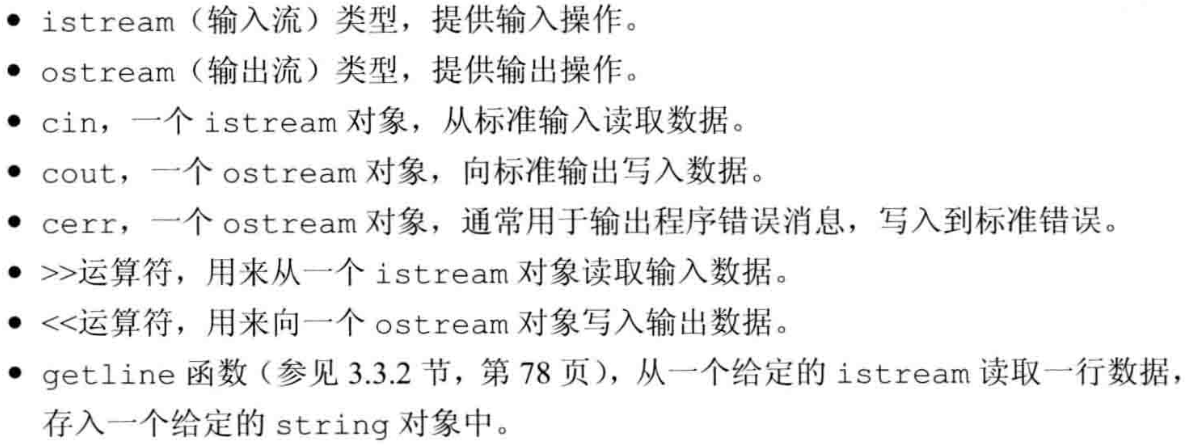 • istream（输入流）类型，提供输入操作。
• ostream（输出流）类型，提供输出操作。
• cin，一个 istream 对象，从标准输入读取数据。
• cout，一个 ostream 对象，向标准输出写入数据。
• cerr，一个 ostream 对象，通常用于输出程序错误消息，写入到标准错误。
• >>运算符，用来从一个 istream 对象读取输入数据。
• <<运算符，用来向一个 ostream 对象写入输出数据。
• getline 函数（参见 3.3.2 节，第 78 页），从一个给定的 istream 读取一行数据，
存入一个给定的 string 对象中。